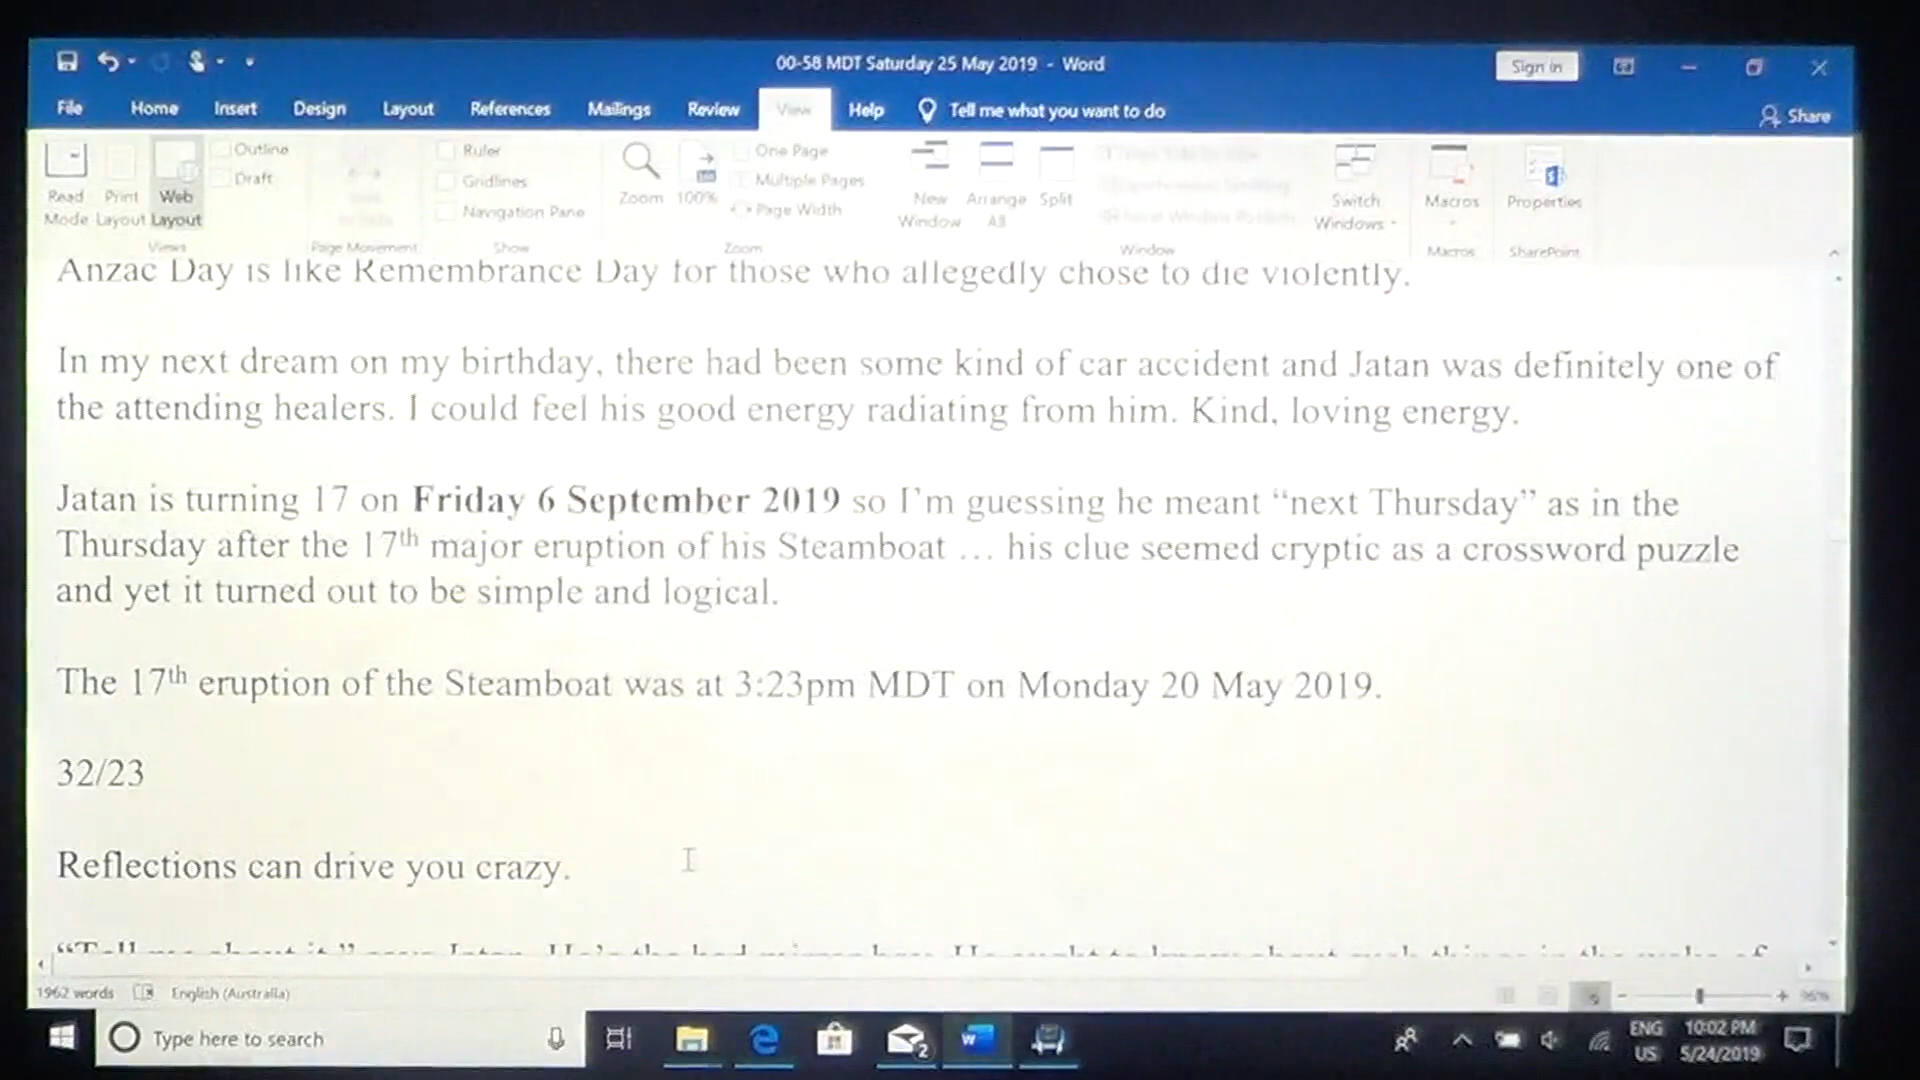 00-58 MDT Saturday 25 May 2019 - Word
Sign in
File Home Insert Design Layout References Mailings Review View Help Tell me what you want to do Share
Read Mode
Print Layout
Web Layout
Outline
Draft
Views
Page Movement
Ruler
Gridlines
Navigation Pane
Show
Zoom
100%
One Page
Multiple Pages
Page Width
Zoom
New Window
Arrange All
Split
Window
Switch Windows
Macros
Macros
Properties
SharePoint
Anzac Day is like Remembrance Day for those who allegedly chose to die violently.
In my next dream on my birthday, there had been some kind of car accident and Jatan was definitely one of
the attending healers. I could feel his good energy radiating from him. Kind, loving energy.
Jatan is turning 17 on Friday 6 September 2019 so I’m guessing he meant “next Thursday” as in the
Thursday after the 17th major eruption of his Steamboat … his clue seemed cryptic as a crossword puzzle
and yet it turned out to be simple and logical.
The 17th eruption of the Steamboat was at 3:23pm MDT on Monday 20 May 2019.
32/23
Reflections can drive you crazy.
1962 words English (Australia)
96%
Type here to search
2
ENG 10:02 PM
US 5/24/2019